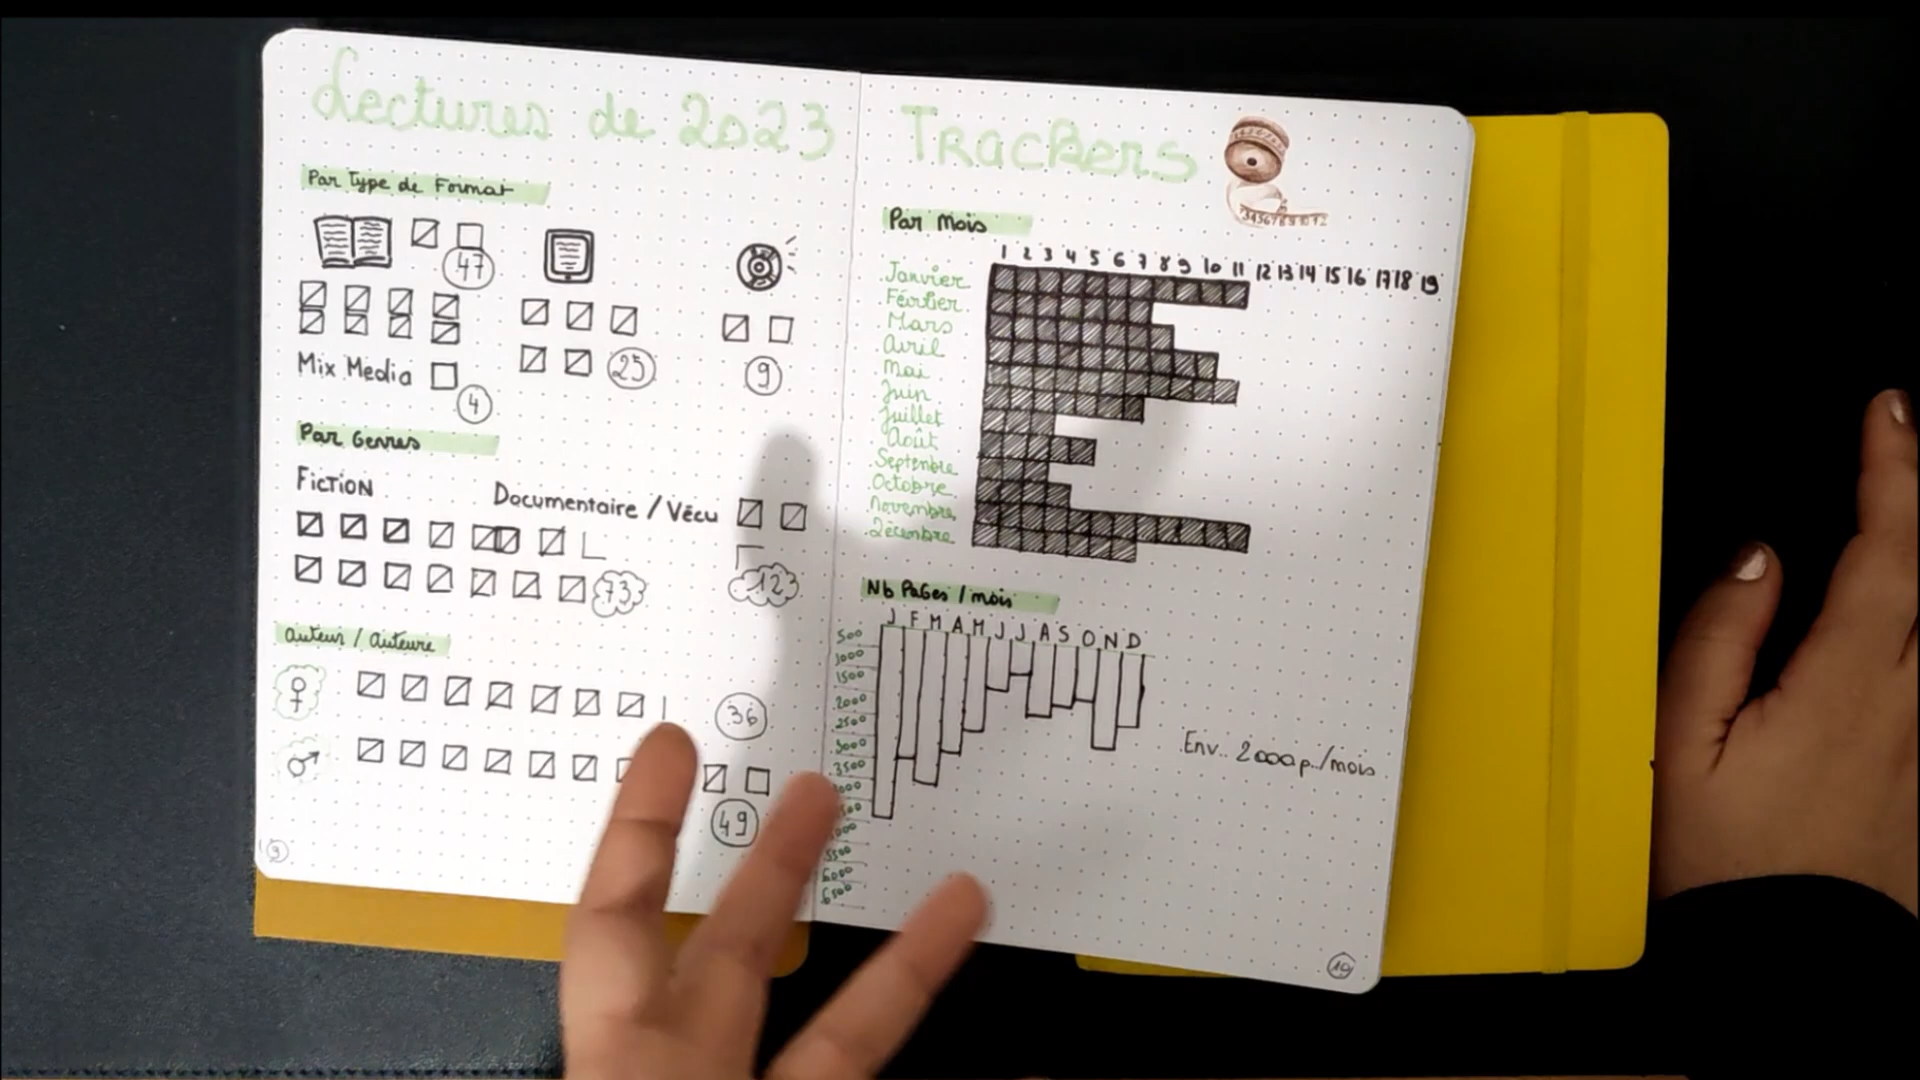 Lectures de 2023
Par Type de Format
47
Mix Media
4
25
9
Par Genres
Fiction
73
Documentaire / Vécu
12
auteur / auteure
♀
36
♂
49
9
Trackers
Par Mois
1 2 3 4 5 6 7 8 9 10 11 12 13 14 15 16 17 18 19
Janvier
Février
Mars
Avril
Mai
Juin
Juillet
Août
Septembre
Octobre
Novembre
Décembre
Nb Pages / mois
J F M A M J J A S O N D
500
1000
1500
2000
2500
3000
3500
5500
6000
6500
Env. 2000p./mois
10